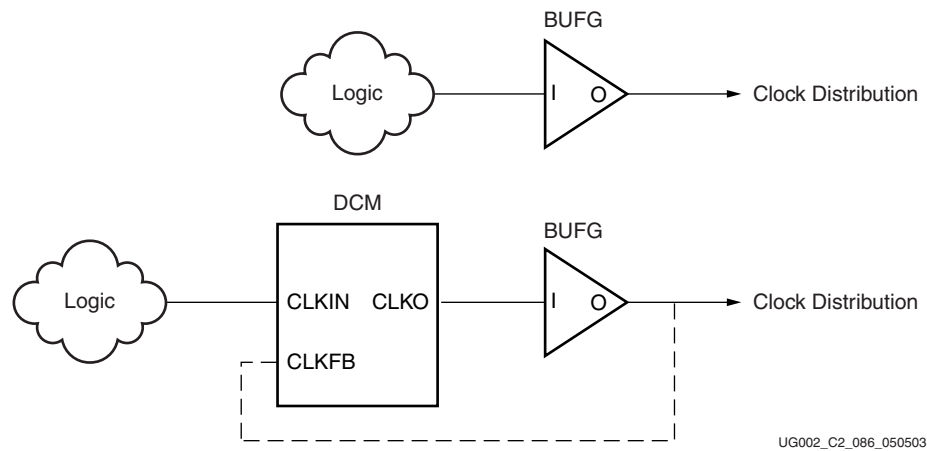 BUFG
Logic
I
O
Clock Distribution
DCM
BUFG
Logic
CLKIN
CLKO
I
O
Clock Distribution
CLKFB
UG002_C2_086_050503